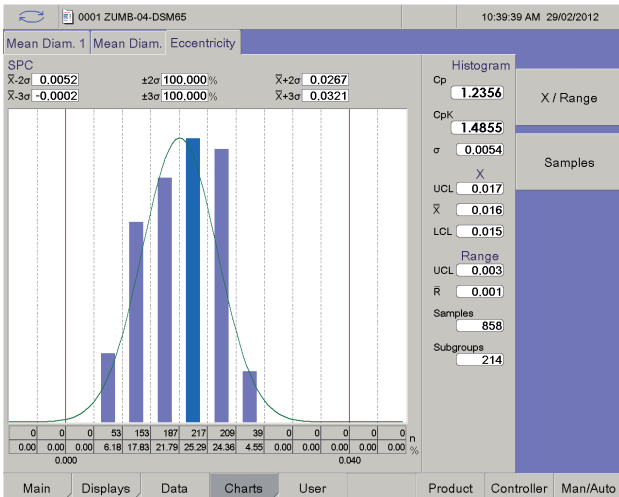 0001 ZUMB-04-DSM65 10:39:39 AM 29/02/2012
Mean Diam. 1 Mean Diam. Eccentricity
SPC
X̅-2σ 0.0052 ±2σ 100.000% X̅+2σ 0.0267
X̅-3σ -0.0002 ±3σ 100.000% X̅+3σ 0.0321
Histogram
Cp
1.2356
CpK
1.4855
σ 0.0054
X
UCL 0.017
X̅ 0.016
LCL 0.015
Range
UCL 0.003
R̅ 0.001
Samples
858
Subgroups
214
X / Range
Samples
0 0 0 53 153 187 217 209 39 0 0 0 0 0 n
0.00 0.00 0.00 6.18 17.83 21.79 25.29 24.36 4.55 0.00 0.00 0.00 0.00 0.00 %
0.000 0.040
Main Displays Data Charts User Product Controller Man/Auto